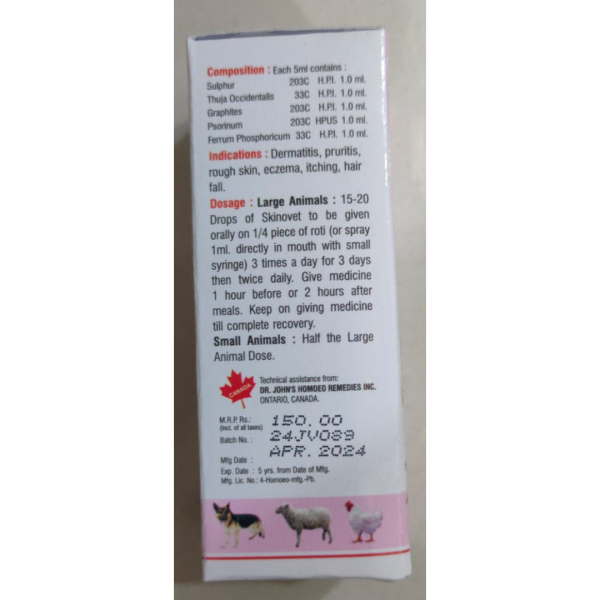 Composition : Each 5ml contains :
Sulphur 203C H.P.I. 1.0 ml.
Thuja Occidentalis 33C H.P.I. 1.0 ml.
Graphites 203C H.P.I. 1.0 ml.
Psorinum 203C HPUS 1.0 ml.
Ferrum Phosphoricum 33C H.P.I. 1.0 ml.
Indications : Dermatitis, pruritis,
rough skin, eczema, itching, hair
fall.
Dosage : Large Animals : 15-20
Drops of Skinovet to be given
orally on 1/4 piece of roti (or spray
1ml. directly in mouth with small
syringe) 3 times a day for 3 days
then twice daily. Give medicine
1 hour before or 2 hours after
meals. Keep on giving medicine
till complete recovery.
Small Animals : Half the Large
Animal Dose.
CANADA
Technical assistance from:
DR. JOHN'S HOMOEO REMEDIES INC.
ONTARIO, CANADA.
M.R.P. Rs.: 150.00
(Incl. of all taxes)
Batch No. : 24JV089
Mfg Date : APR.2024
Exp. Date : 5 yrs. from Date of Mfg.
Mfg. Lic. No.: 4-Homoeo-mfg.-Pb.